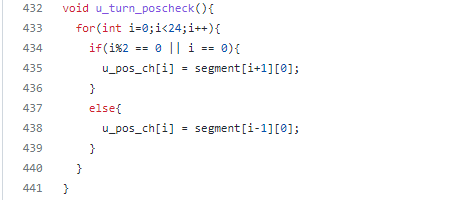 432 void u_turn_poscheck(){
433 for(int i=0;i<24;i++){
434 if(i%2 == 0 || i == 0){
435 u_pos_ch[i] = segment[i+1][0];
436 }
437 else{
438 u_pos_ch[i] = segment[i-1][0];
439 }
440 }
441 }